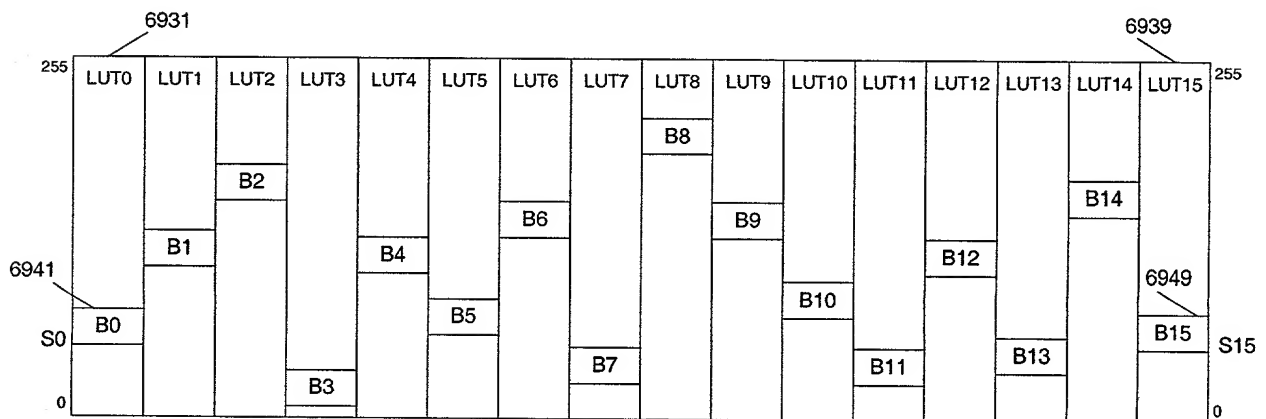 6931 6939
255 LUT0 LUT1 LUT2 LUT3 LUT4 LUT5 LUT6 LUT7 LUT8 LUT9 LUT10 LUT11 LUT12 LUT13 LUT14 LUT15 255
B8
B2
B14
B6 B9
B1 B4 B12
6941 6949
B10
B0 B5 B15
S0 S15
B7 B11 B13
B3
0 0